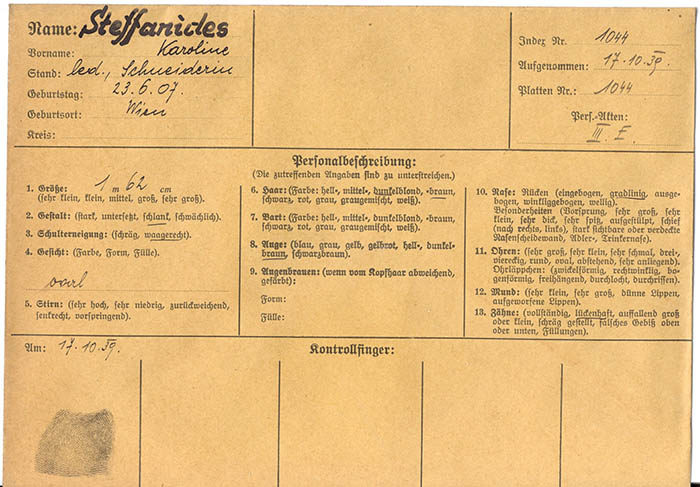 Name: Steffanides
Vorname: Karoline
Stand: led., Schneiderin
Geburtstag: 23.6.07.
Geburtsort: Wien
Kreis:
Index Nr. 1044
Aufgenommen: 17.10.39.
Platten Nr.: 1044
Pers.-Akten:
III. E.
Personalbeschreibung:
(Die zutreffenden Angaben sind zu unterstreichen.)
1. Größe: 1 m 62 cm
(sehr klein, klein, mittel, groß, sehr groß).
2. Gestalt: (stark, untersetzt, schlank, schwächlich).
3. Schulterneigung: (schräg, waagerecht).
4. Gesicht: (Farbe, Form, Fülle).
oval
5. Stirn: (sehr hoch, sehr niedrig, zurückweichend,
senkrecht, vorspringend).
6. Haar: (Farbe: hell-, mittel-, dunkelblond, -braun,
schwarz, rot, grau, graugemischt, weiß).
7. Bart: (Farbe: hell-, mittel-, dunkelblond, -braun,
schwarz, rot, grau, graugemischt, weiß).
8. Auge: (blau, grau, gelb, gelbrot, hell-, dunkel-
braun, schwarzbraun).
9. Augenbrauen: (wenn vom Kopfhaar abweichend,
gefärbt):
Form:
Fülle:
10. Nase: Rücken (eingebogen, gradlinig, ausge-
bogen, winkliggebogen, wellig).
Besonderheiten (Vorsprung, sehr groß, sehr
klein, sehr dick, sehr spitz, aufgestülpt, schief
(nach rechts, links), stark sichtbare oder verdeckte
Nasenscheidewand, Adler-, Trinkernase).
11. Ohren: (sehr groß, sehr klein, sehr schmal, drei-,
viereckig, rund, oval, abstehend, sehr anliegend).
Ohrläppchen: (zwickelförmig, rechtwinklig, bo-
genförmig, freihängend, durchlocht, durchrissen).
12. Mund: (sehr klein, sehr groß, dünne Lippen,
aufgeworfene Lippen).
13. Zähne: (vollständig, lückenhaft, auffallend groß
oder klein, schräg gestellt, falsches Gebiß oben
oder unten, Füllungen).
Am: 17.10.39.
Kontrollfinger: